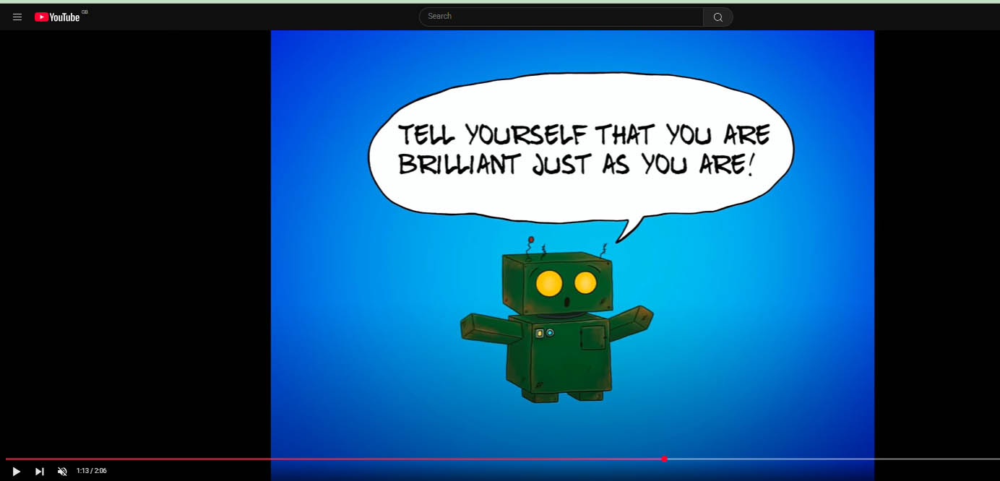 YouTube GB
Search
TELL YOURSELF THAT YOU ARE
BRILLIANT JUST AS YOU ARE!
1:13 / 2:06